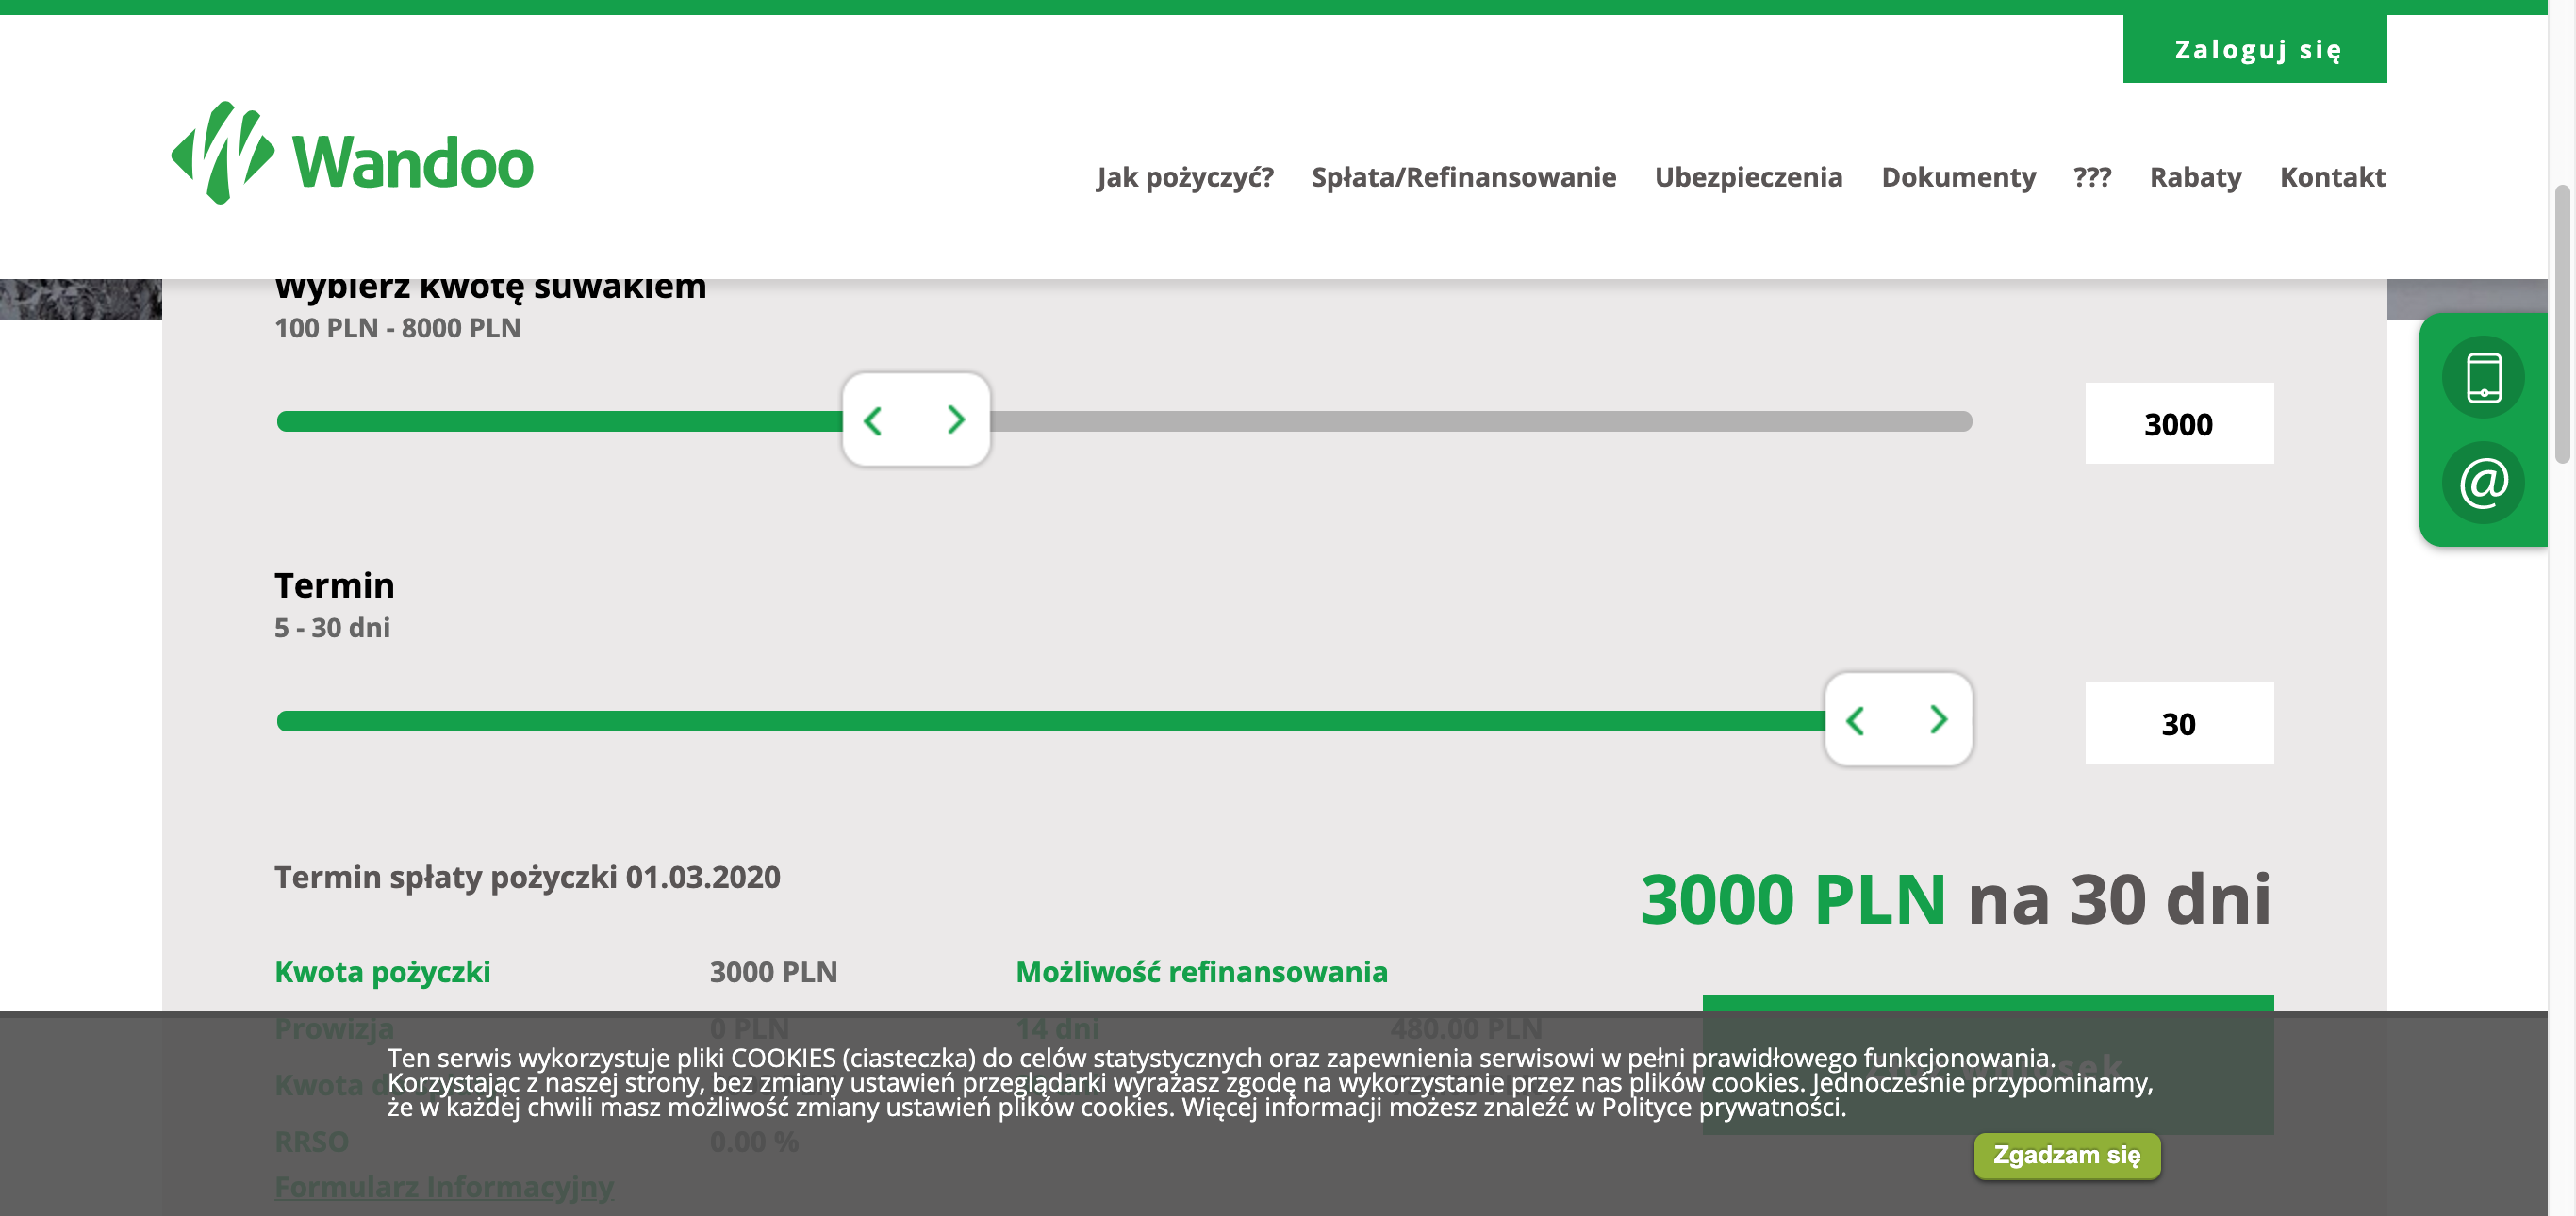 Zaloguj się
Wandoo
Jak pożyczyć? Spłata/Refinansowanie Ubezpieczenia Dokumenty ??? Rabaty Kontakt
Wybierz kwotę suwakiem
100 PLN - 8000 PLN
3000
@
Termin
5 - 30 dni
30
Termin spłaty pożyczki 01.03.2020
3000 PLN na 30 dni
Kwota pożyczki 3000 PLN Możliwość refinansowania
Prowizja 0 PLN 14 dni 480.00 PLN
Kwota
Ten serwis wykorzystuje pliki COOKIES (ciasteczka) do celów statystycznych oraz zapewnienia serwisowi w pełni prawidłowego funkcjonowania.
Korzystając z naszej strony, bez zmiany ustawień przeglądarki wyrażasz zgodę na wykorzystanie przez nas plików cookies. Jednocześnie przypominamy,
że w każdej chwili masz możliwość zmiany ustawień plików cookies. Więcej informacji możesz znaleźć w Polityce prywatności.
RRSO 0.00 %
Zgadzam się
Formularz Informacyjny